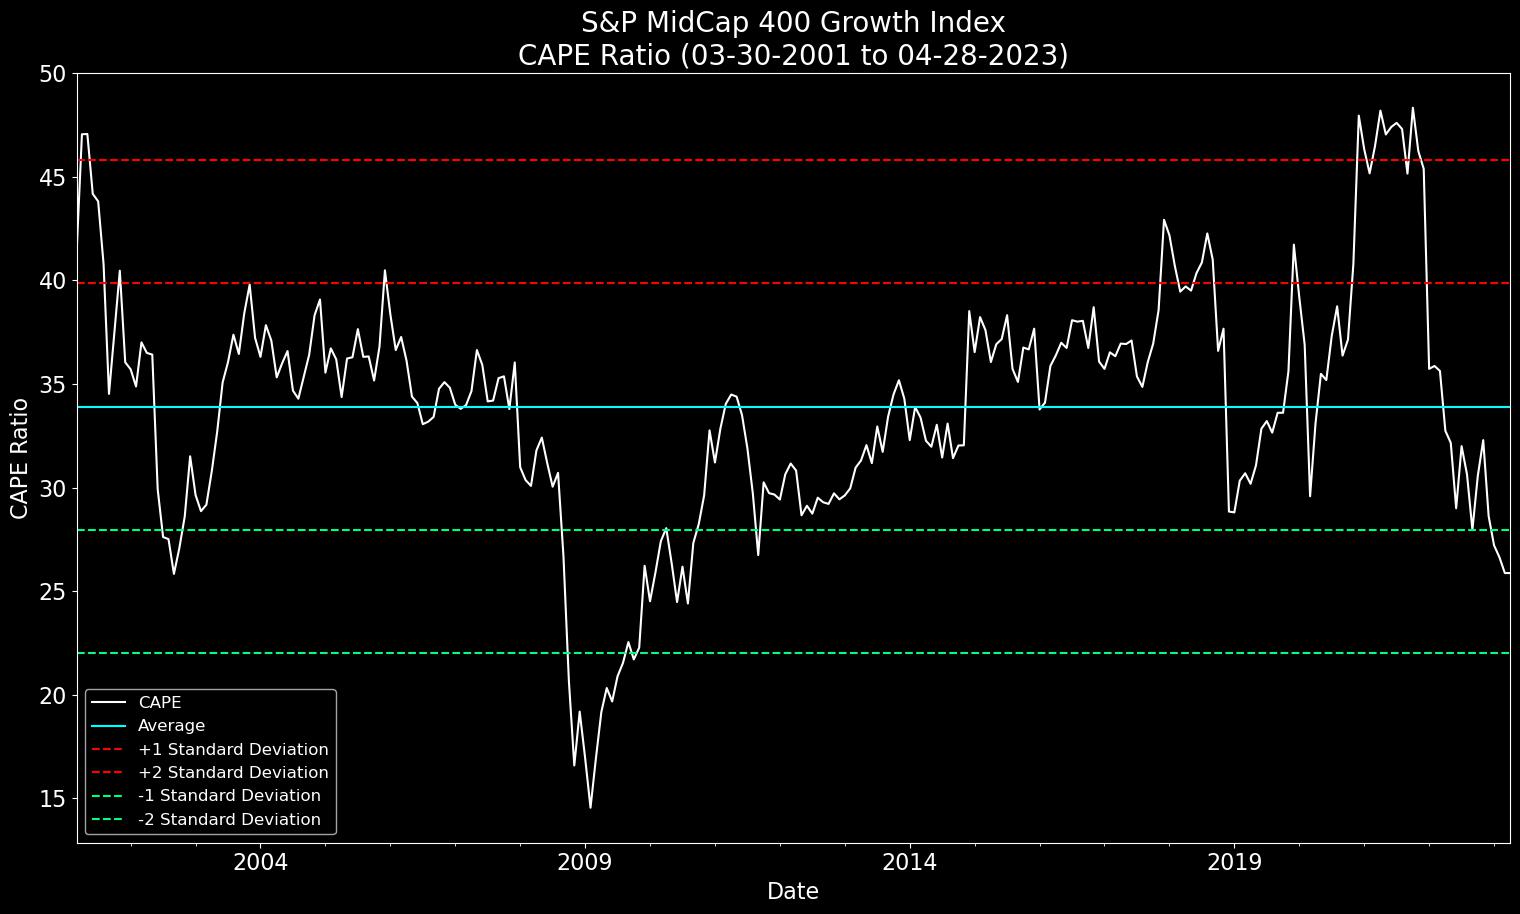 S&P MidCap 400 Growth Index
CAPE Ratio (03-30-2001 to 04-28-2023)
50
45
40
35
30
25
20
15
CAPE Ratio
CAPE
Average
+1 Standard Deviation
+2 Standard Deviation
-1 Standard Deviation
-2 Standard Deviation
2004 2009 2014 2019
Date